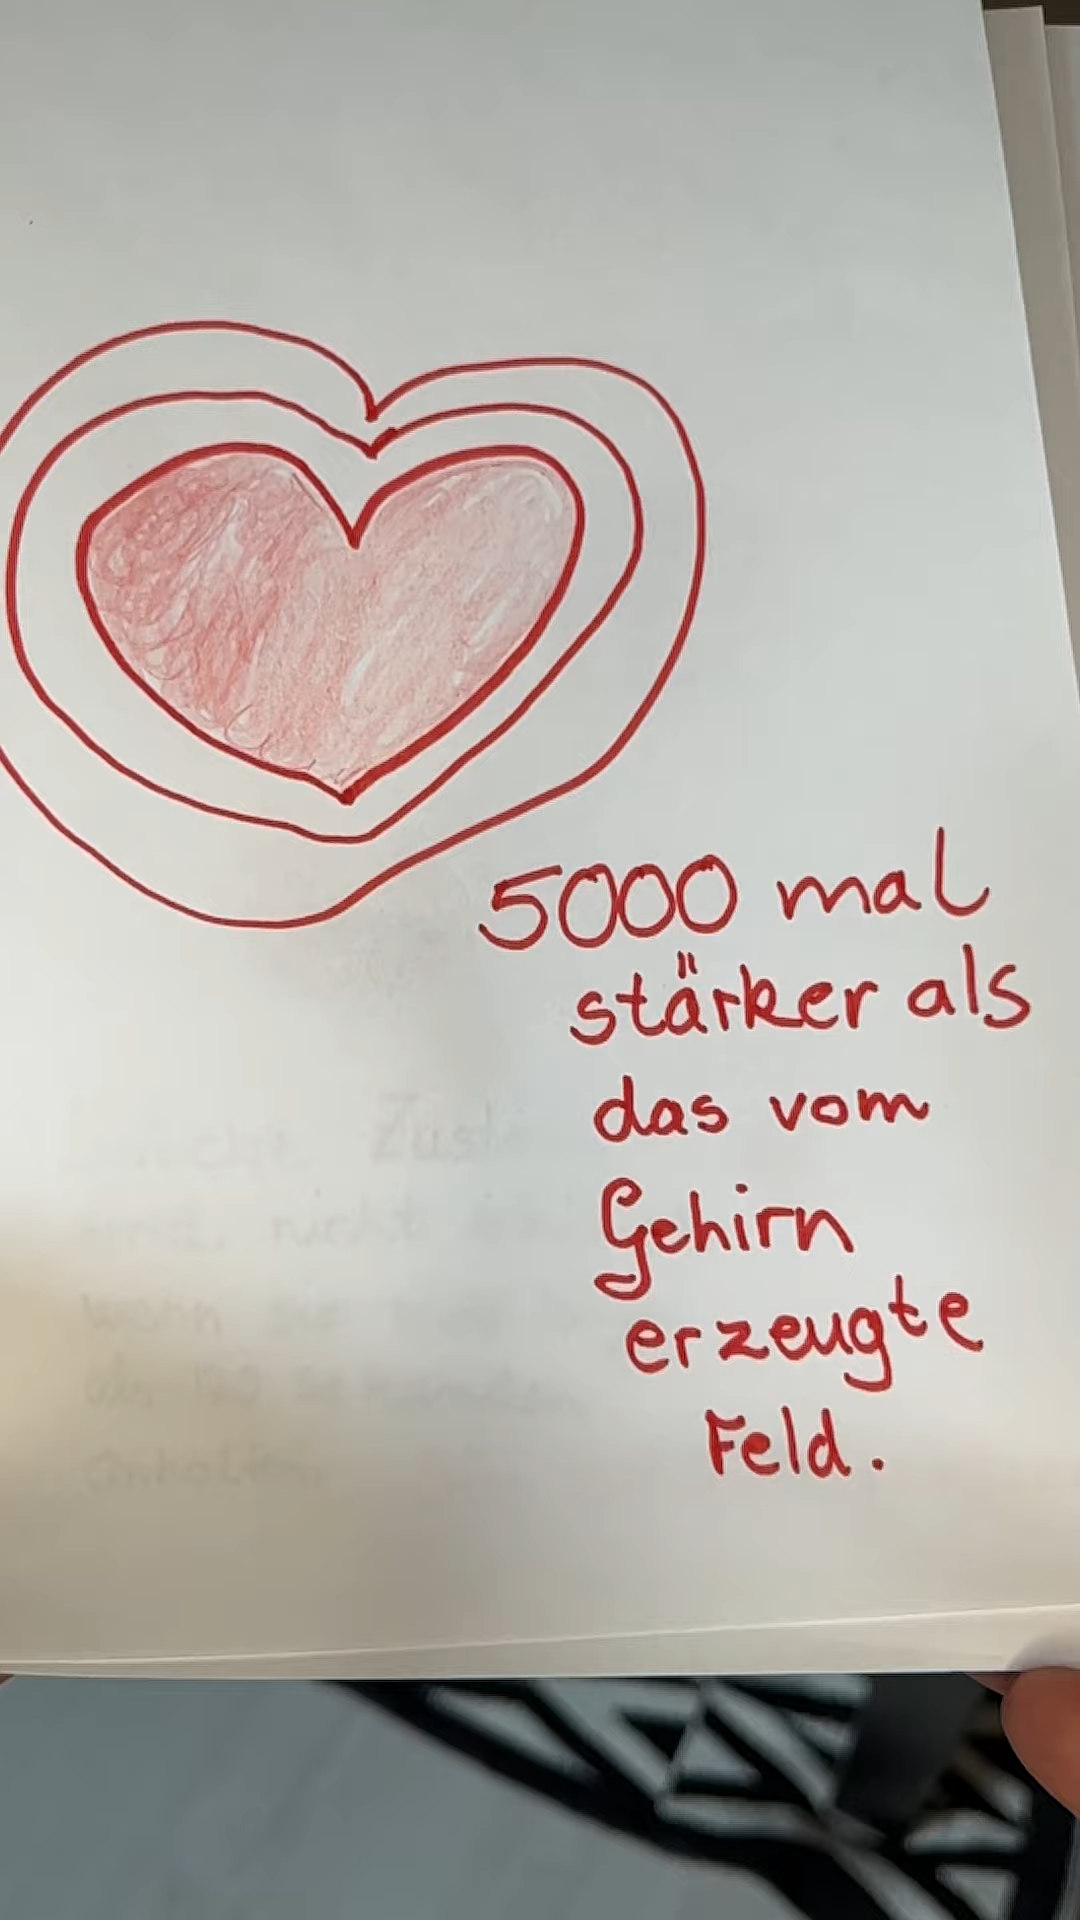 5000 mal
stärker als
das vom
Gehirn
erzeugte
Feld.